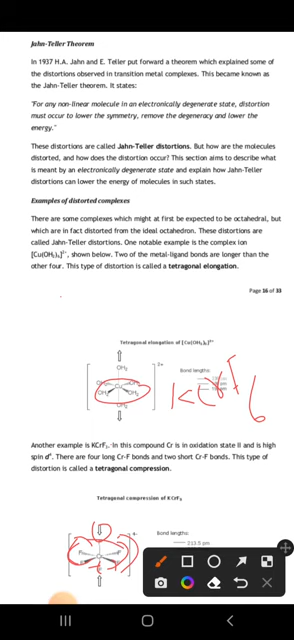 Jahn-Teller Theorem
In 1937 H.A. Jahn and E. Teller put forward a theorem which explained some of
the distortions observed in transition metal complexes. This became known as
the Jahn-Teller theorem. It states:
"For any non-linear molecule in an electronically degenerate state, distortion
must occur to lower the symmetry, remove the degeneracy and lower the
energy."
These distortions are called Jahn-Teller distortions. But how are the molecules
distorted, and how does the distortion occur? This section aims to describe what
is meant by an electronically degenerate state and explain how Jahn-Teller
distortions can lower the energy of molecules in such states.
Examples of distorted complexes
There are some complexes which might at first be expected to be octahedral, but
which are in fact distorted from the ideal octahedron. These distortions are
called Jahn-Teller distortions. One notable example is the complex ion
[Cu(OH₂)₆]²⁺, shown below. Two of the metal-ligand bonds are longer than the
other four. This type of distortion is called a tetragonal elongation.
Page 16 of 33
Tetragonal elongation of [Cu(OH₂)₆]²⁺
2+
Bond lengths:
OH₂
Another example is KCrF₃. In this compound Cr is in oxidation state II and is high
spin d⁴. There are four long Cr-F bonds and two short Cr-F bonds. This type of
distortion is called a tetragonal compression.
Tetragonal compression of KCrF₃
4-
Bond lengths:
213.5 pm